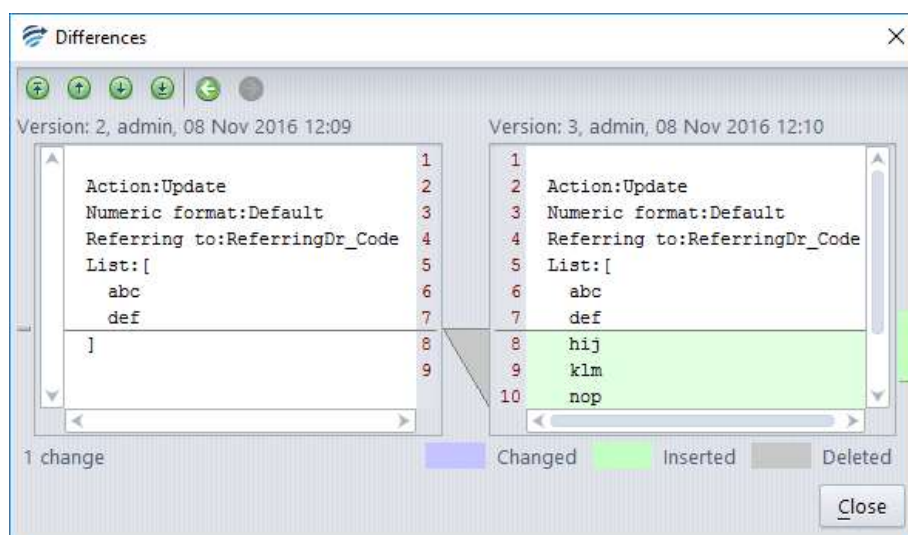 Differences
Version: 2, admin, 08 Nov 2016 12:09
1
Action:Update 2
Numeric format:Default 3
Referring to:ReferringDr_Code 4
List:[ 5
abc 6
def 7
] 8
9
Version: 3, admin, 08 Nov 2016 12:10
1
2 Action:Update
3 Numeric format:Default
4 Referring to:ReferringDr_Code
5 List:[
6 abc
7 def
8 hij
9 klm
10 nop
1 change
Changed Inserted Deleted
Close